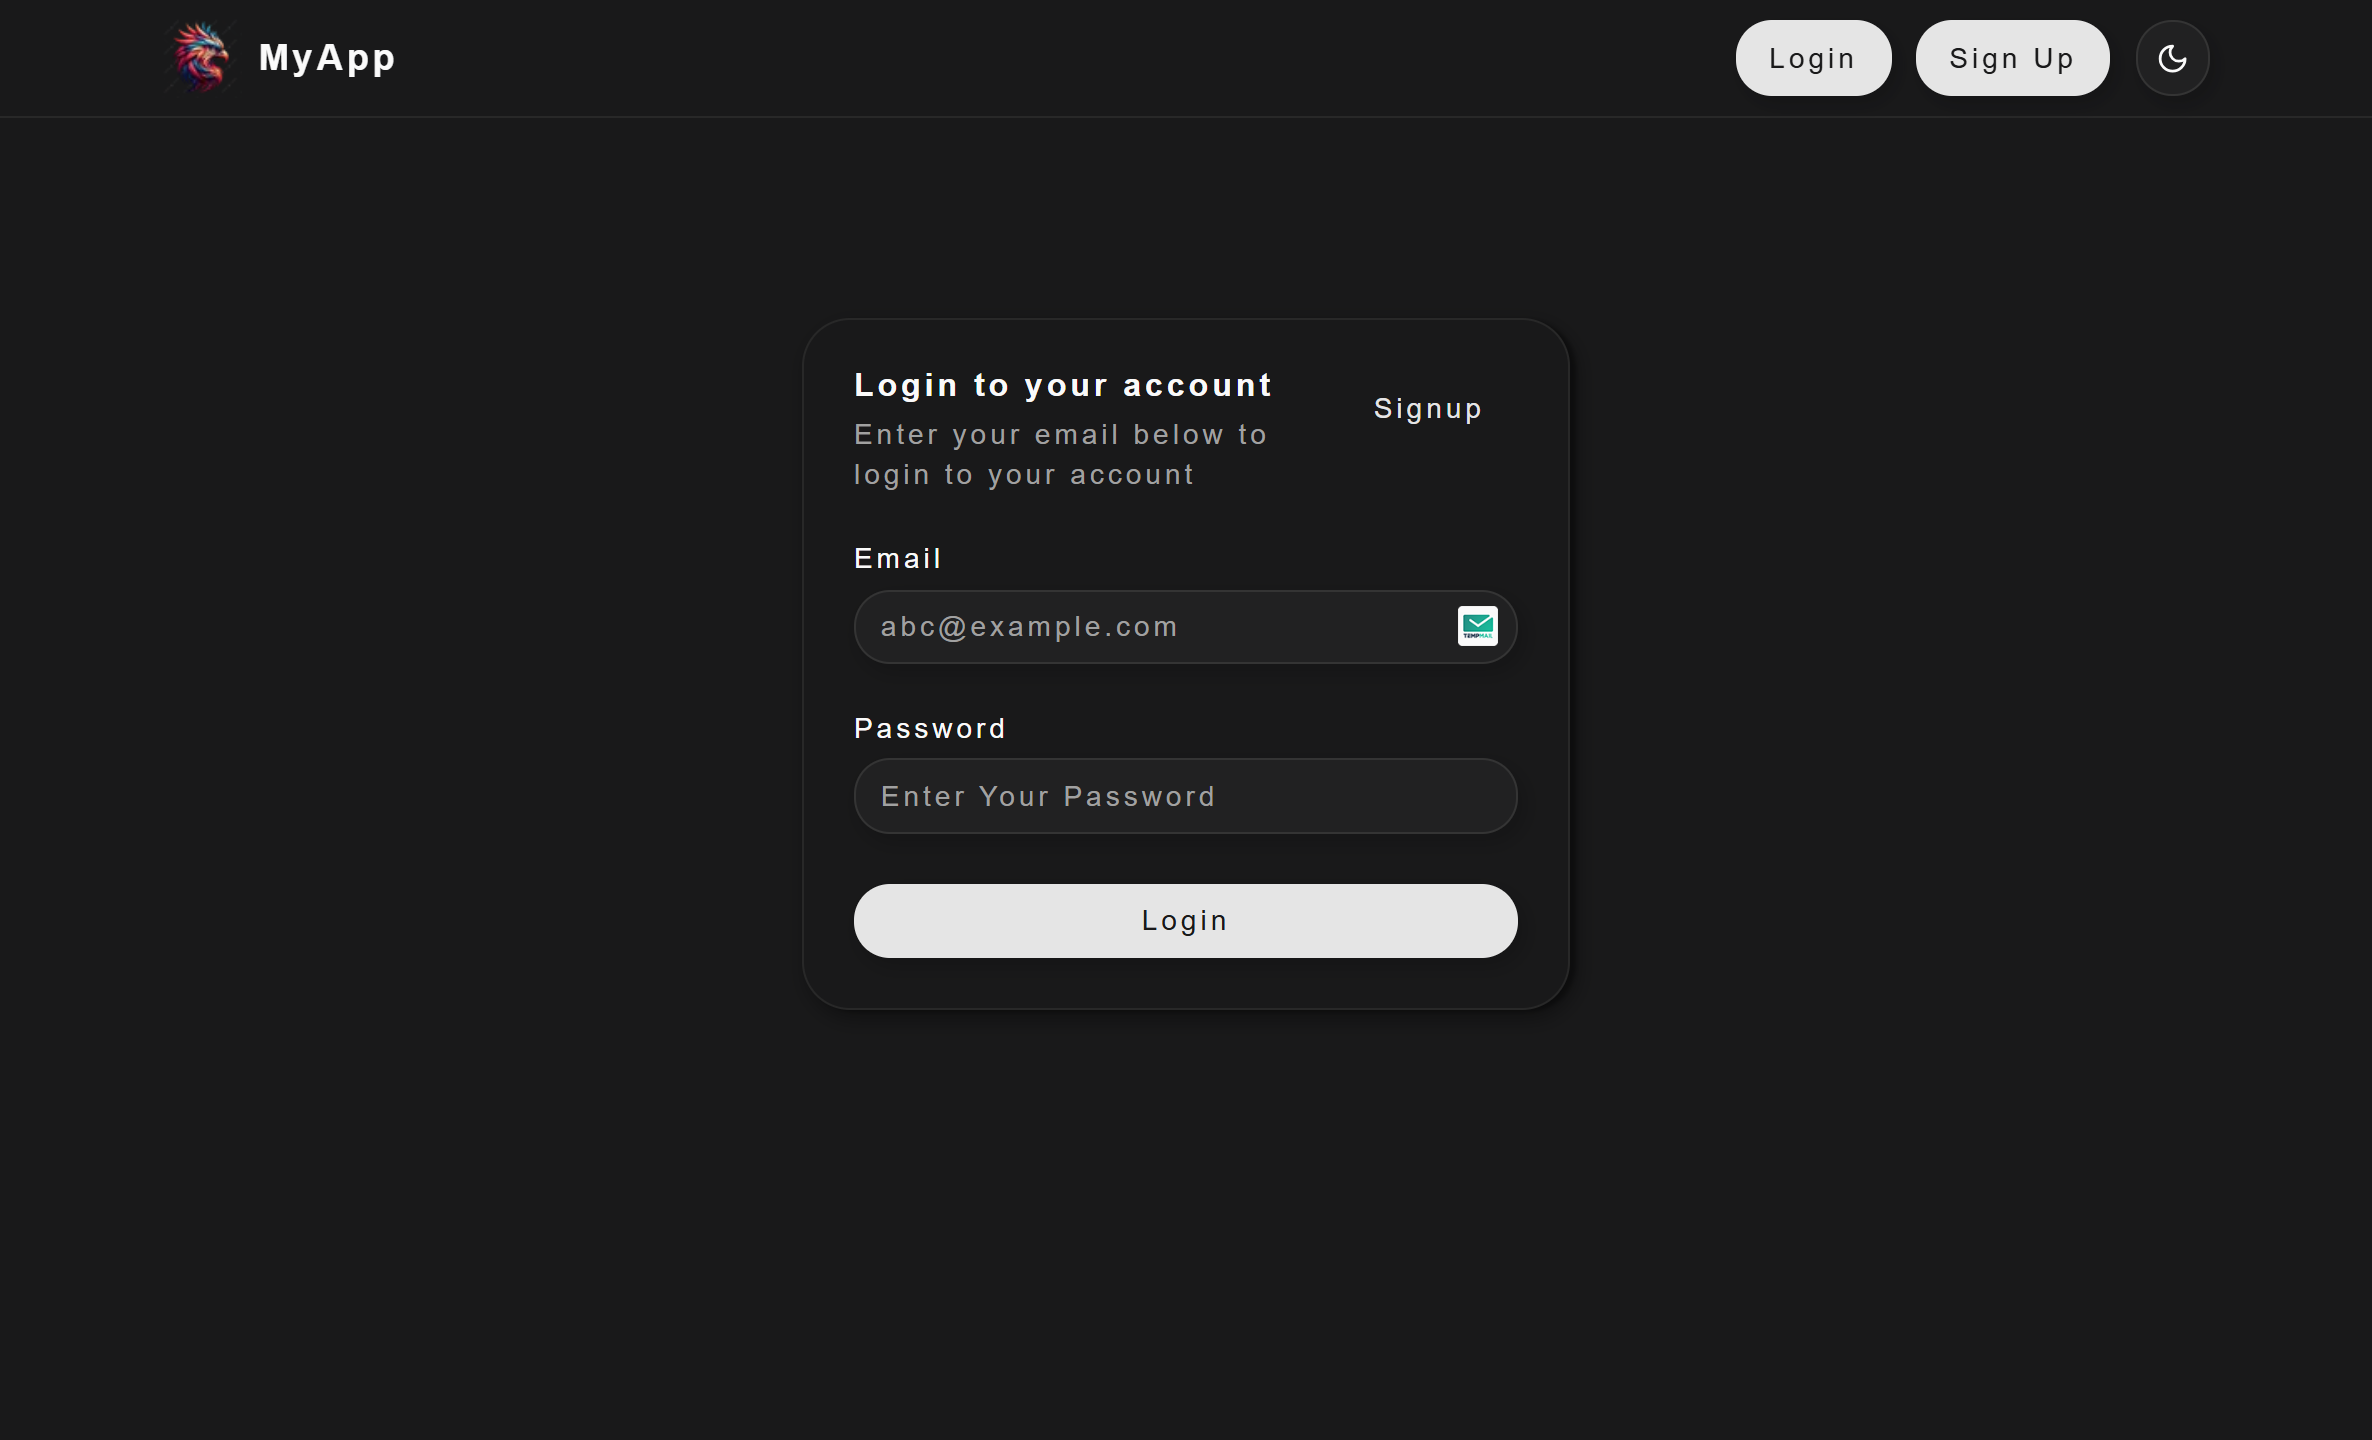 MyApp
Login
Sign Up
Login to your account
Signup
Enter your email below to
login to your account
Email
abc@example.com
TEMPMAIL
Password
Enter Your Password
Login